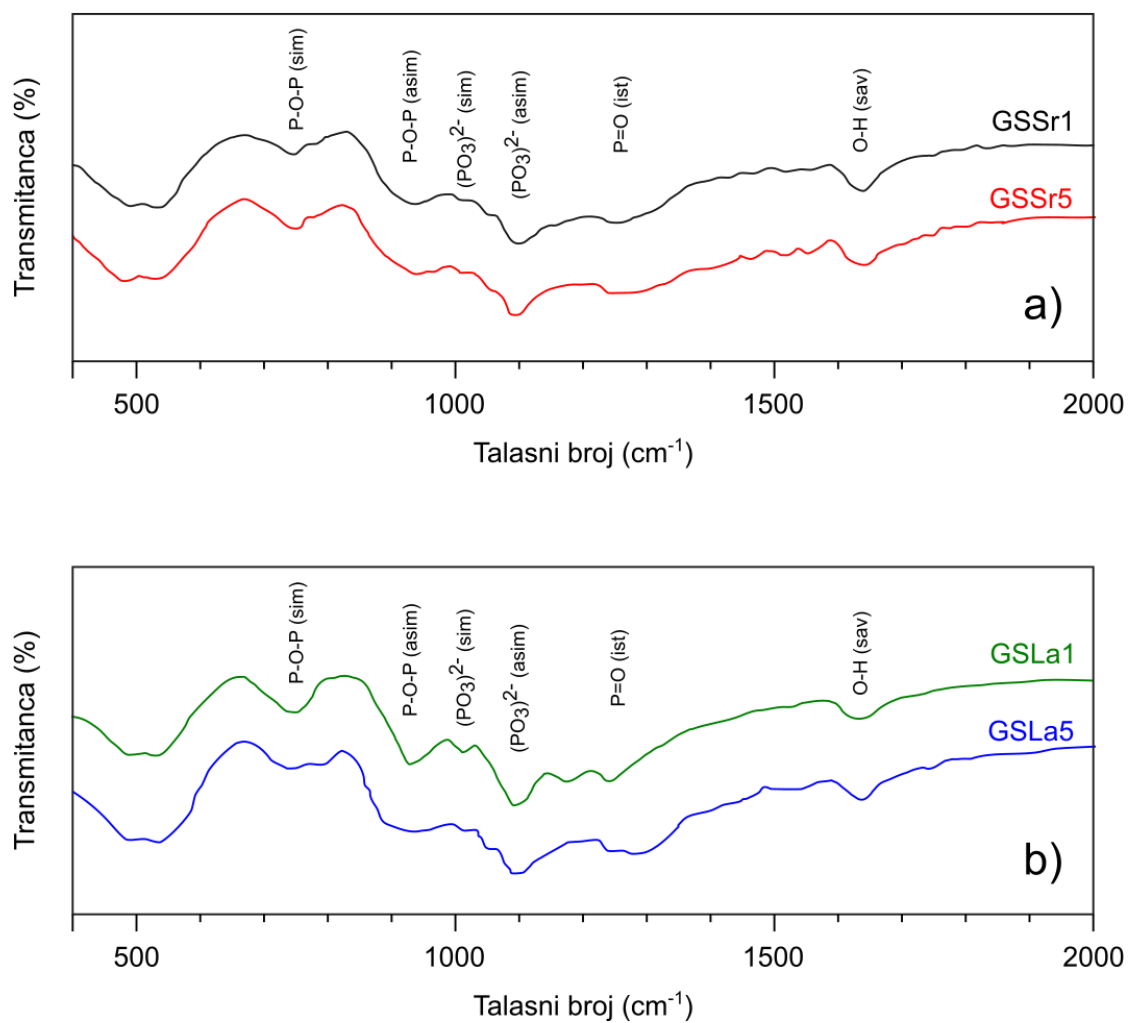 Transmitanca (%)
P-O-P (sim)
P-O-P (asim)
(PO3)2- (sim)
(PO3)2- (asim)
P=O (ist)
O-H (sav)
GSSr1
GSSr5
a)
500 1000 1500 2000
Talasni broj (cm-1)
Transmitanca (%)
P-O-P (sim)
P-O-P (asim)
(PO3)2- (sim)
(PO3)2- (asim)
P=O (ist)
O-H (sav)
GSLa1
GSLa5
b)
500 1000 1500 2000
Talasni broj (cm-1)